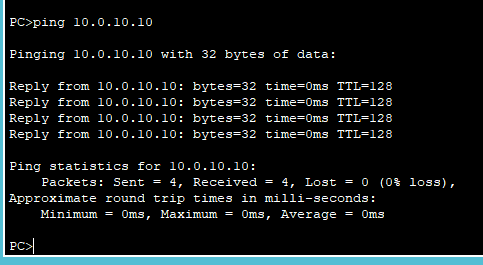 PC>ping 10.0.10.10
Pinging 10.0.10.10 with 32 bytes of data:
Reply from 10.0.10.10: bytes=32 time=0ms TTL=128
Reply from 10.0.10.10: bytes=32 time=0ms TTL=128
Reply from 10.0.10.10: bytes=32 time=0ms TTL=128
Reply from 10.0.10.10: bytes=32 time=0ms TTL=128
Ping statistics for 10.0.10.10:
    Packets: Sent = 4, Received = 4, Lost = 0 (0% loss),
Approximate round trip times in milli-seconds:
    Minimum = 0ms, Maximum = 0ms, Average = 0ms
PC>